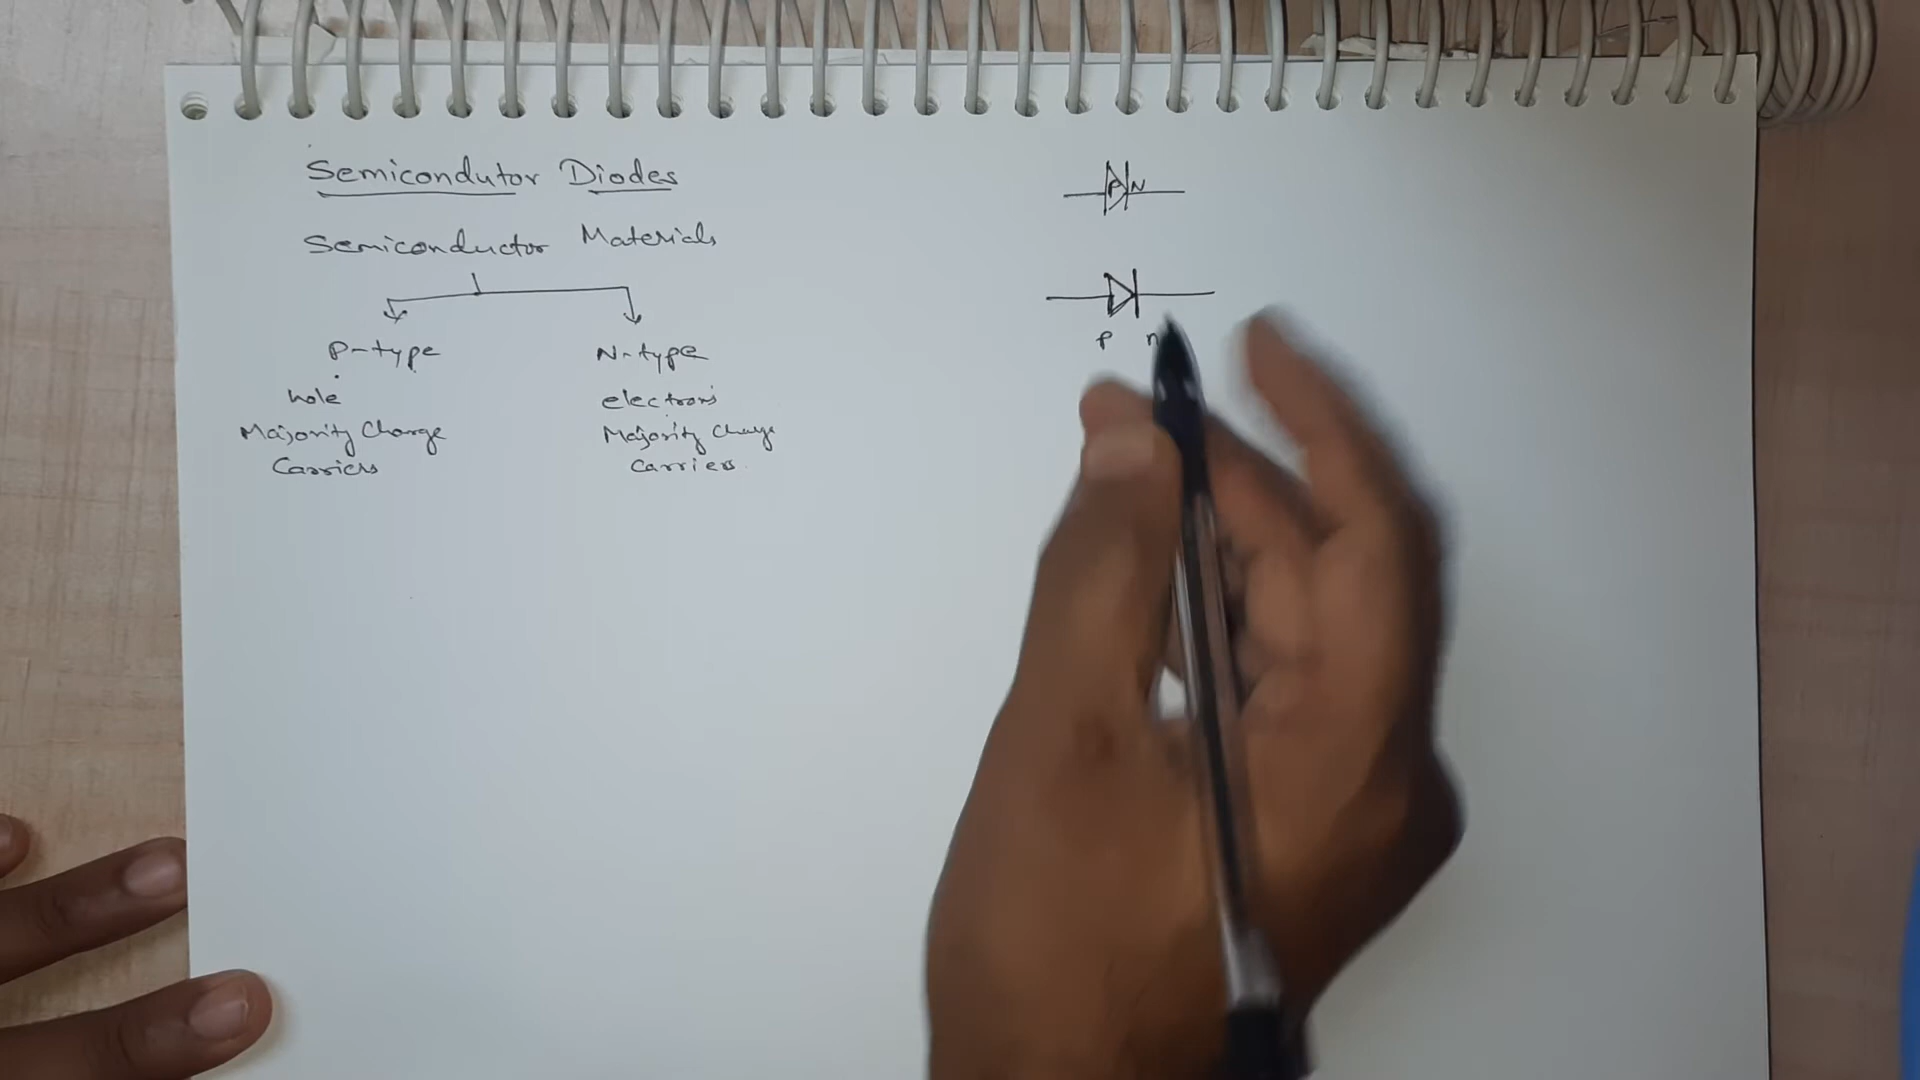 Semicondutor Diodes
Semiconductor Materials
P-type
N-type
hole
Majority Charge
Carriers
electrons
Majority Charge
Carriers
P N
P n